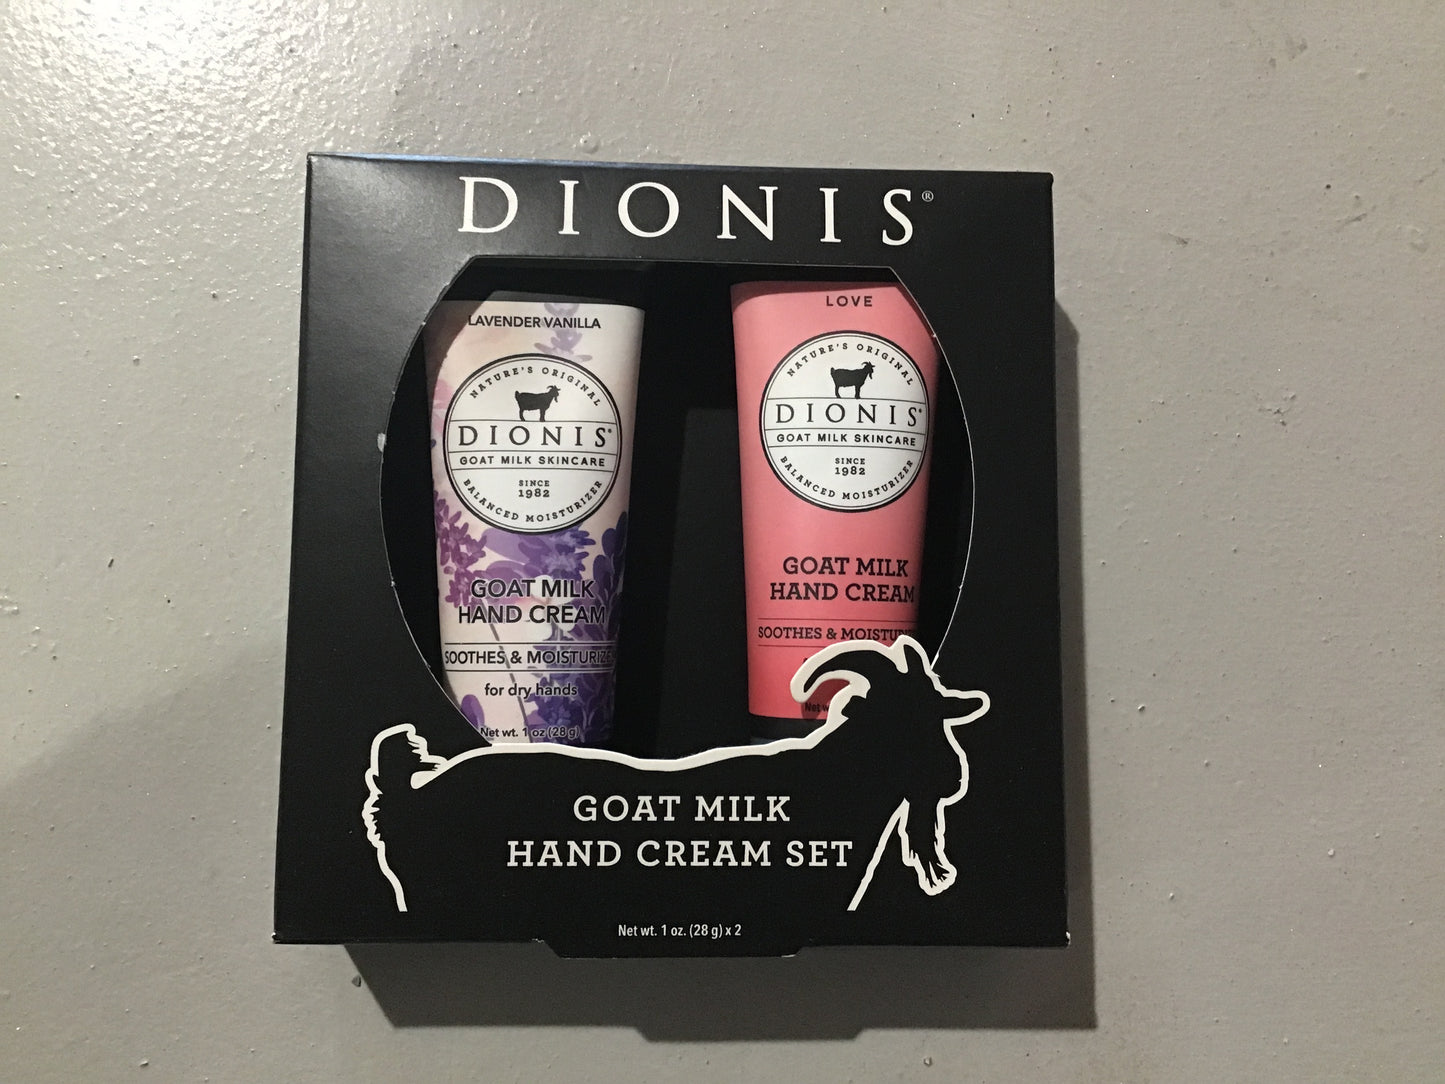 DIONIS®
LAVENDER VANILLA
NATURE'S ORIGINAL
DIONIS®
GOAT MILK SKINCARE
SINCE
1982
BALANCED MOISTURIZER
GOAT MILK
HAND CREAM
SOOTHES & MOISTURIZE
for dry hands
Net wt. 1 oz (28 g)
LOVE
NATURE'S ORIGINAL
DIONIS®
GOAT MILK SKINCARE
SINCE
1982
BALANCED MOISTURIZER
GOAT MILK
HAND CREAM
SOOTHES &
Net
GOAT MILK
HAND CREAM SET
Net wt. 1 oz. (28 g) x 2